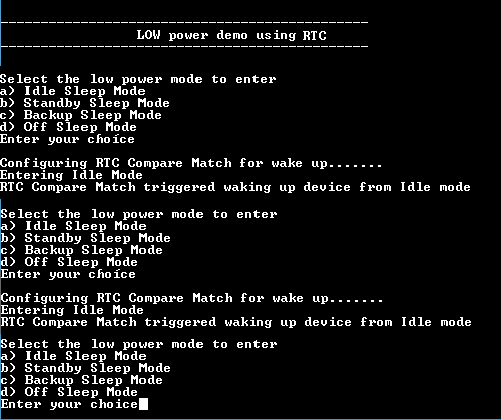 LOW power demo using RTC
Select the low power mode to enter
a) Idle Sleep Mode
b) Standby Sleep Mode
c) Backup Sleep Mode
d) Off Sleep Mode
Enter your choice
Configuring RTC Compare Match for wake up.......
Entering Idle Mode
RTC Compare Match triggered waking up device from Idle mode
Select the low power mode to enter
a) Idle Sleep Mode
b) Standby Sleep Mode
c) Backup Sleep Mode
d) Off Sleep Mode
Enter your choice
Configuring RTC Compare Match for wake up.......
Entering Idle Mode
RTC Compare Match triggered waking up device from Idle mode
Select the low power mode to enter
a) Idle Sleep Mode
b) Standby Sleep Mode
c) Backup Sleep Mode
d) Off Sleep Mode
Enter your choice